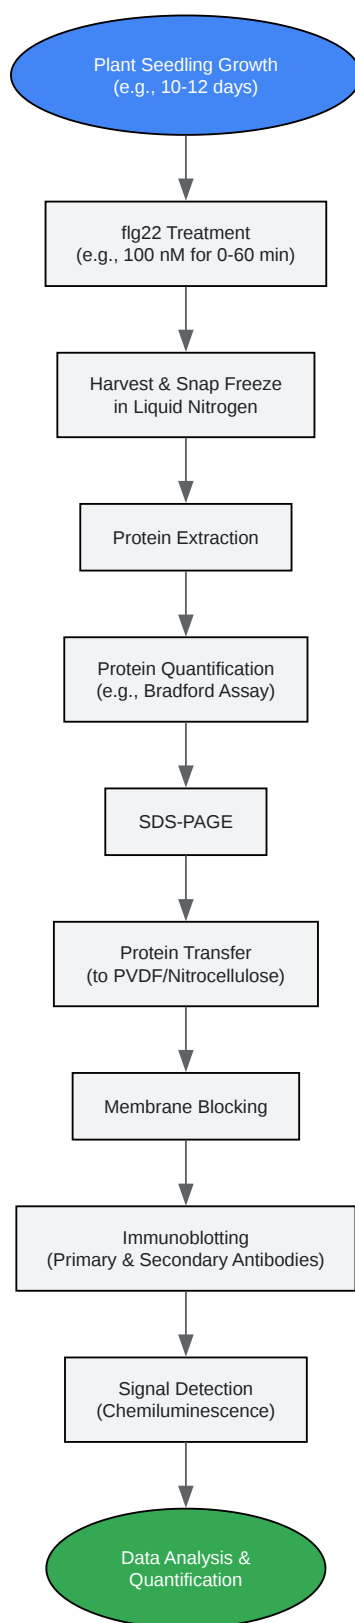 Plant Seedling Growth
(e.g., 10-12 days)
flg22 Treatment
(e.g., 100 nM for 0-60 min)
Harvest & Snap Freeze
in Liquid Nitrogen
Protein Extraction
Protein Quantification
(e.g., Bradford Assay)
SDS-PAGE
Protein Transfer
(to PVDF/Nitrocellulose)
Membrane Blocking
Immunoblotting
(Primary & Secondary Antibodies)
Signal Detection
(Chemiluminescence)
Data Analysis &
Quantification